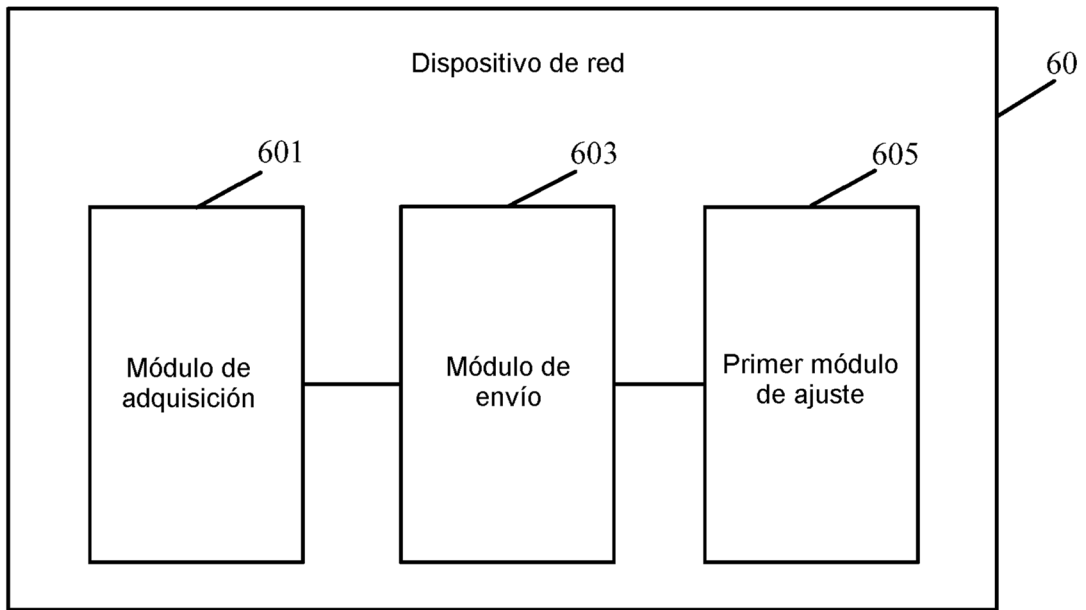 Dispositivo de red
60
601
603
605
Módulo de
adquisición
Módulo de
envío
Primer módulo
de ajuste